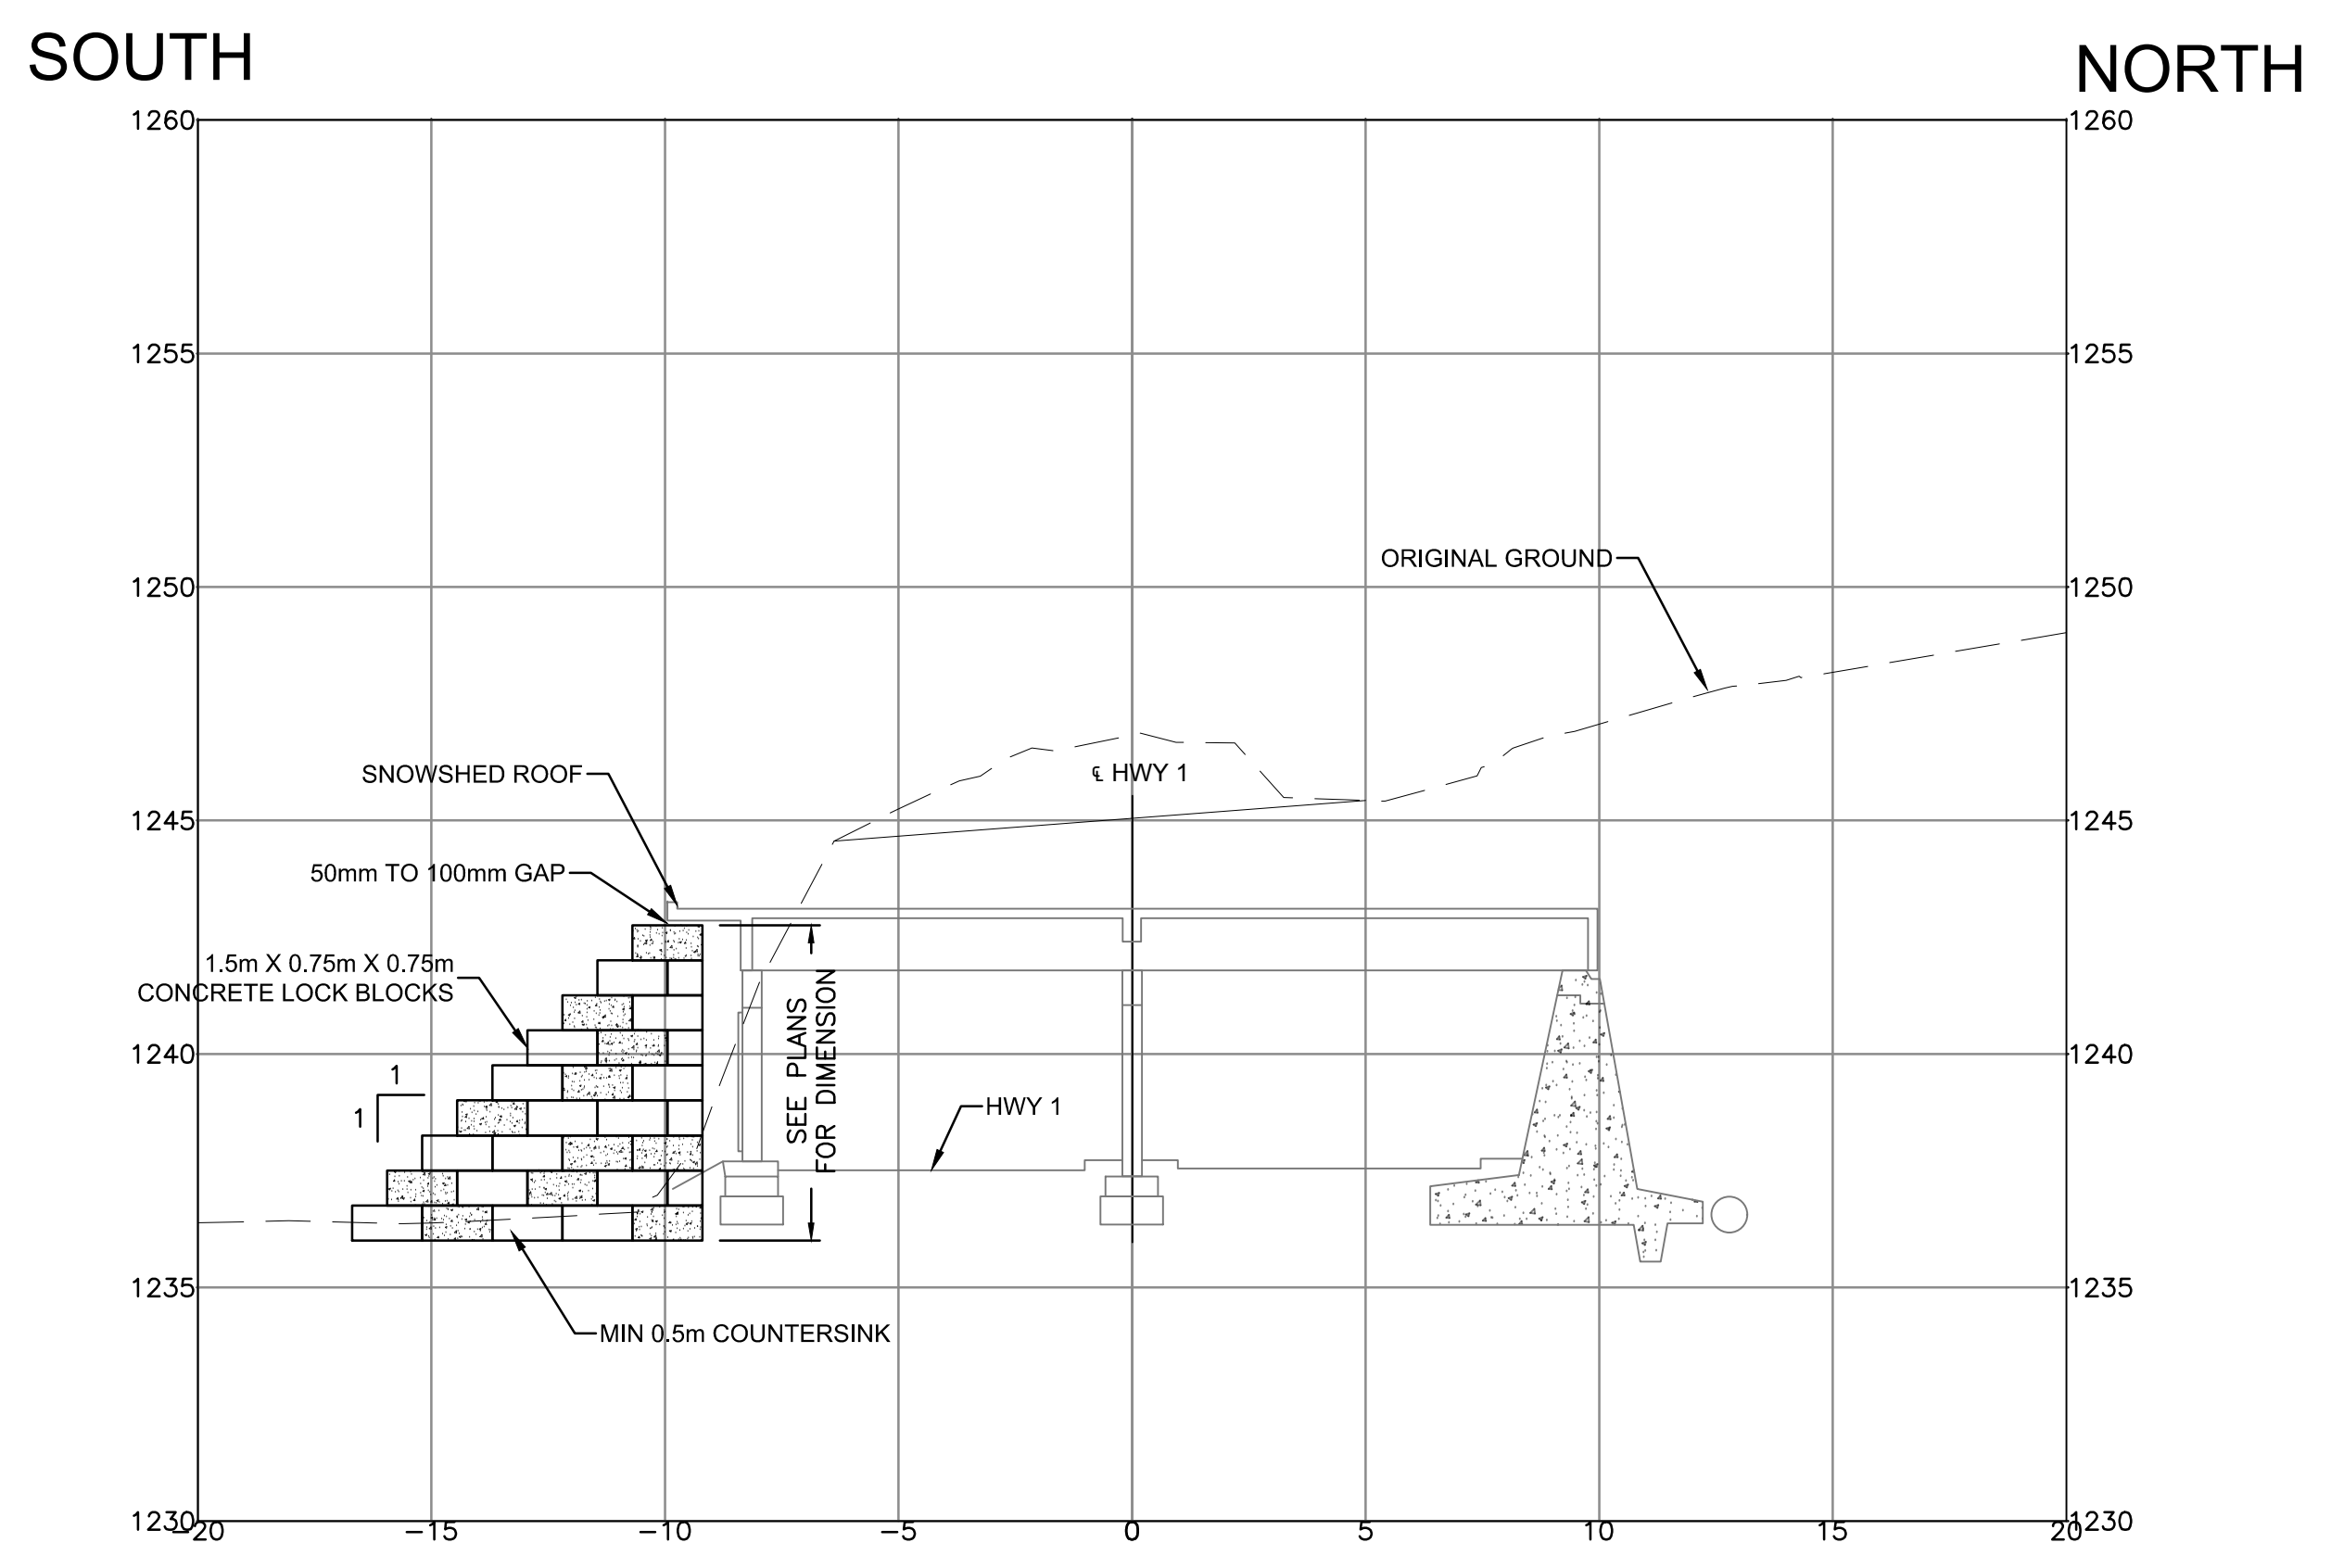 SOUTH
NORTH
1260
1260
1255
1255
ORIGINAL GROUND
1250
1250
SNOWSHED ROOF
℄ HWY 1
1245
1245
50mm TO 100mm GAP
1.5m X 0.75m X 0.75m
CONCRETE LOCK BLOCKS
SEE PLANS
FOR DIMENSION
1240
1240
1
1
HWY 1
1235
1235
MIN 0.5m COUNTERSINK
1230
1230
-20
-15
-10
-5
0
5
10
15
20